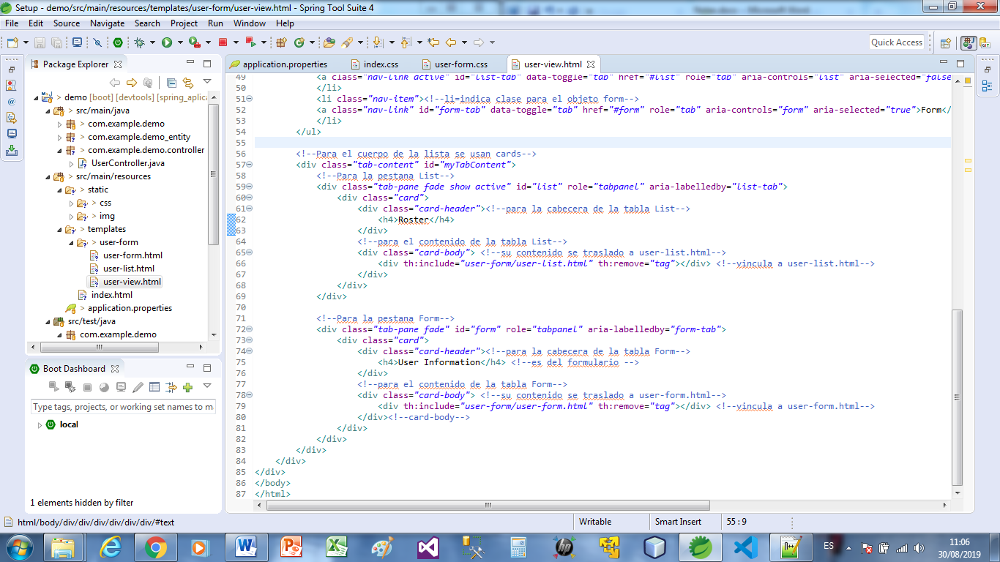 Setup - demo/src/main/resources/templates/user-form/user-view.html - Spring Tool Suite 4
File Edit Source Navigate Search Project Run Window Help
Quick Access
Package Explorer
demo [boot] [devtools] [spring_aplic
> src/main/java
> com.example.demo
> com.example.demo_entity
> com.example.demo.controller
UserController.java
> src/main/resources
> static
> css
> img
> templates
> user-form
user-form.html
user-list.html
user-view.html
index.html
> application.properties
src/test/java
com.example.demo
Boot Dashboard
Type tags, projects, or working set names to m
local
1 elements hidden by filter
application.properties index.css user-form.css user-view.html
49 <a class="nav-link active" id="list-tab" data-toggle="tab" href="#list" role="tab" aria-controls="list" aria-selected="false
50 </li>
51 <li class="nav-item"><!--li=indica clase para el objeto form-->
52 <a class="nav-link" id="form-tab" data-toggle="tab" href="#form" role="tab" aria-controls="form" aria-selected="true">Form</
53 </li>
54 </ul>
55
56 <!--Para el cuerpo de la lista se usan cards-->
57 <div class="tab-content" id="myTabContent">
58 <!--Para la pestana List-->
59 <div class="tab-pane fade show active" id="list" role="tabpanel" aria-labelledby="list-tab">
60 <div class="card">
61 <div class="card-header"><!--para la cabecera de la tabla List-->
62 <h4>Roster</h4>
63 </div>
64 <!--para el contenido de la tabla List-->
65 <div class="card-body"> <!--su contenido se traslado a user-list.html-->
66 <div th:include="user-form/user-list.html" th:remove="tag"></div> <!--vincula a user-list.html-->
67 </div>
68 </div>
69 </div>
70
71 <!--Para la pestana Form-->
72 <div class="tab-pane fade" id="form" role="tabpanel" aria-labelledby="form-tab">
73 <div class="card">
74 <div class="card-header"><!--para la cabecera de la tabla Form-->
75 <h4>User Information</h4> <!--es del formulario -->
76 </div>
77 <!--para el contenido de la tabla Form-->
78 <div class="card-body"> <!--su contenido se traslado a user-form.html-->
79 <div th:include="user-form/user-form.html" th:remove="tag"></div> <!--vincula a user-form.html-->
80 </div><!--card-body-->
81 </div>
82 </div>
83 </div>
84 </div>
85 </div>
86 </body>
87 </html>
html/body/div/div/div/div/div/div/#text Writable Smart Insert 55 : 9
ES 11:06
30/08/2019